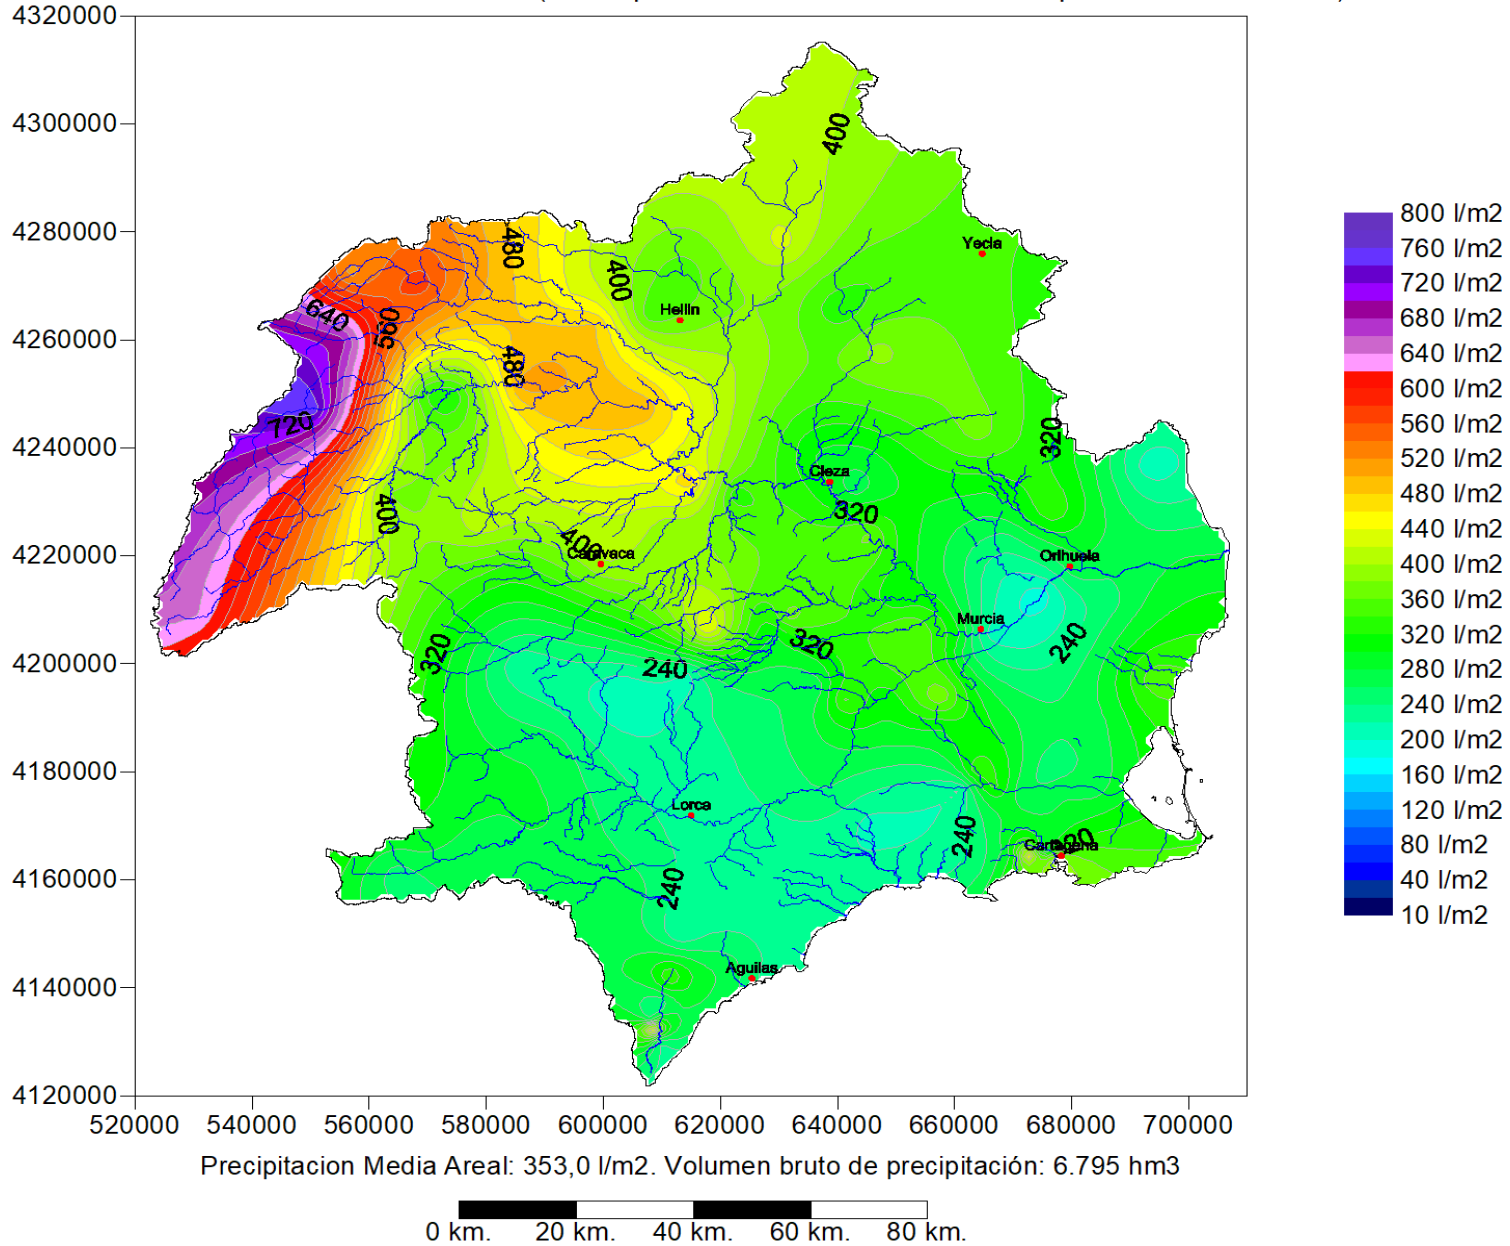 4320000
4300000
4280000
4260000
4240000
4220000
4200000
4180000
4160000
4140000
4120000
520000 540000 560000 580000 600000 620000 640000 660000 680000 700000
400
480
400
Yecla
Hellin
640
560
480
720
320
Cieza
320
400
400
Caravaca
Orihuela
Murcia
320
240
320
240
Lorca
240
Cartagena
240
Aguilas
800 l/m2
760 l/m2
720 l/m2
680 l/m2
640 l/m2
600 l/m2
560 l/m2
520 l/m2
480 l/m2
440 l/m2
400 l/m2
360 l/m2
320 l/m2
280 l/m2
240 l/m2
200 l/m2
160 l/m2
120 l/m2
80 l/m2
40 l/m2
10 l/m2
Precipitacion Media Areal: 353,0 l/m2. Volumen bruto de precipitación: 6.795 hm3
0 km. 20 km. 40 km. 60 km. 80 km.